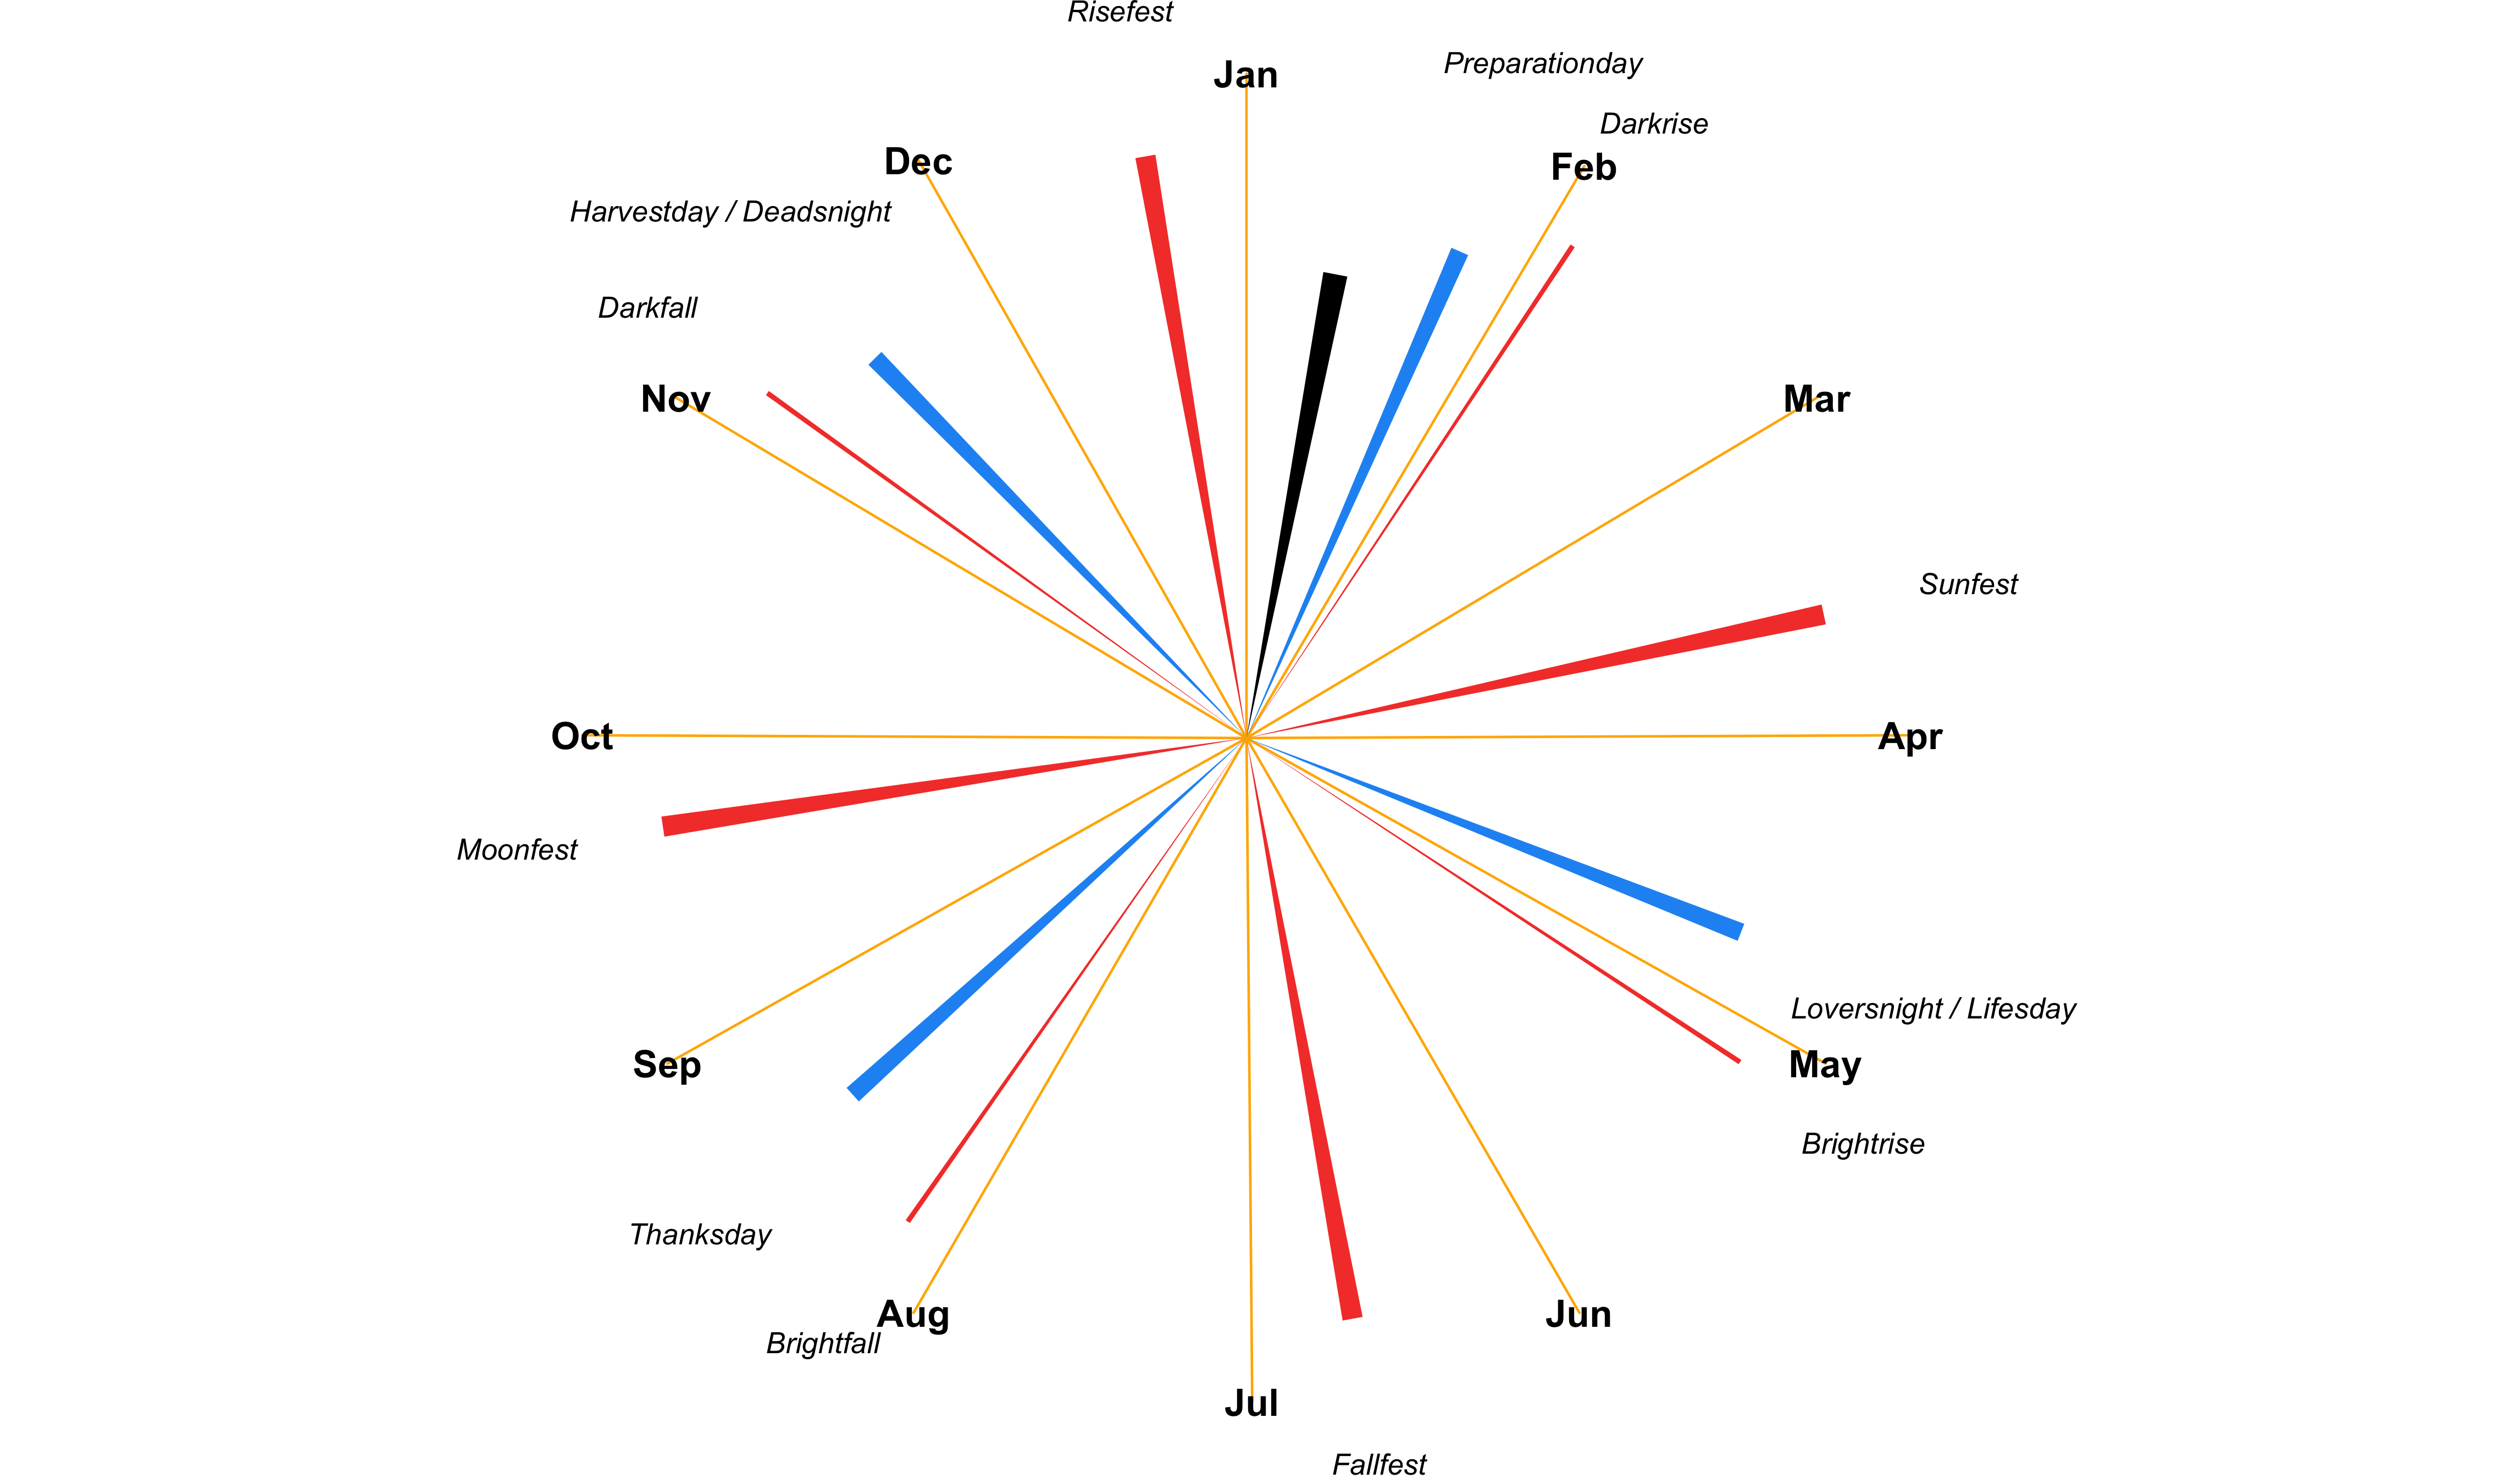 Risefest
Preparationday
Jan
Darkrise
Dec
Feb
Harvestday / Deadsnight
Darkfall
Nov
Mar
Sunfest
Oct
Apr
Moonfest
Loversnight / Lifesday
Sep
May
Brightrise
Thanksday
Aug
Jun
Brightfall
Jul
Fallfest